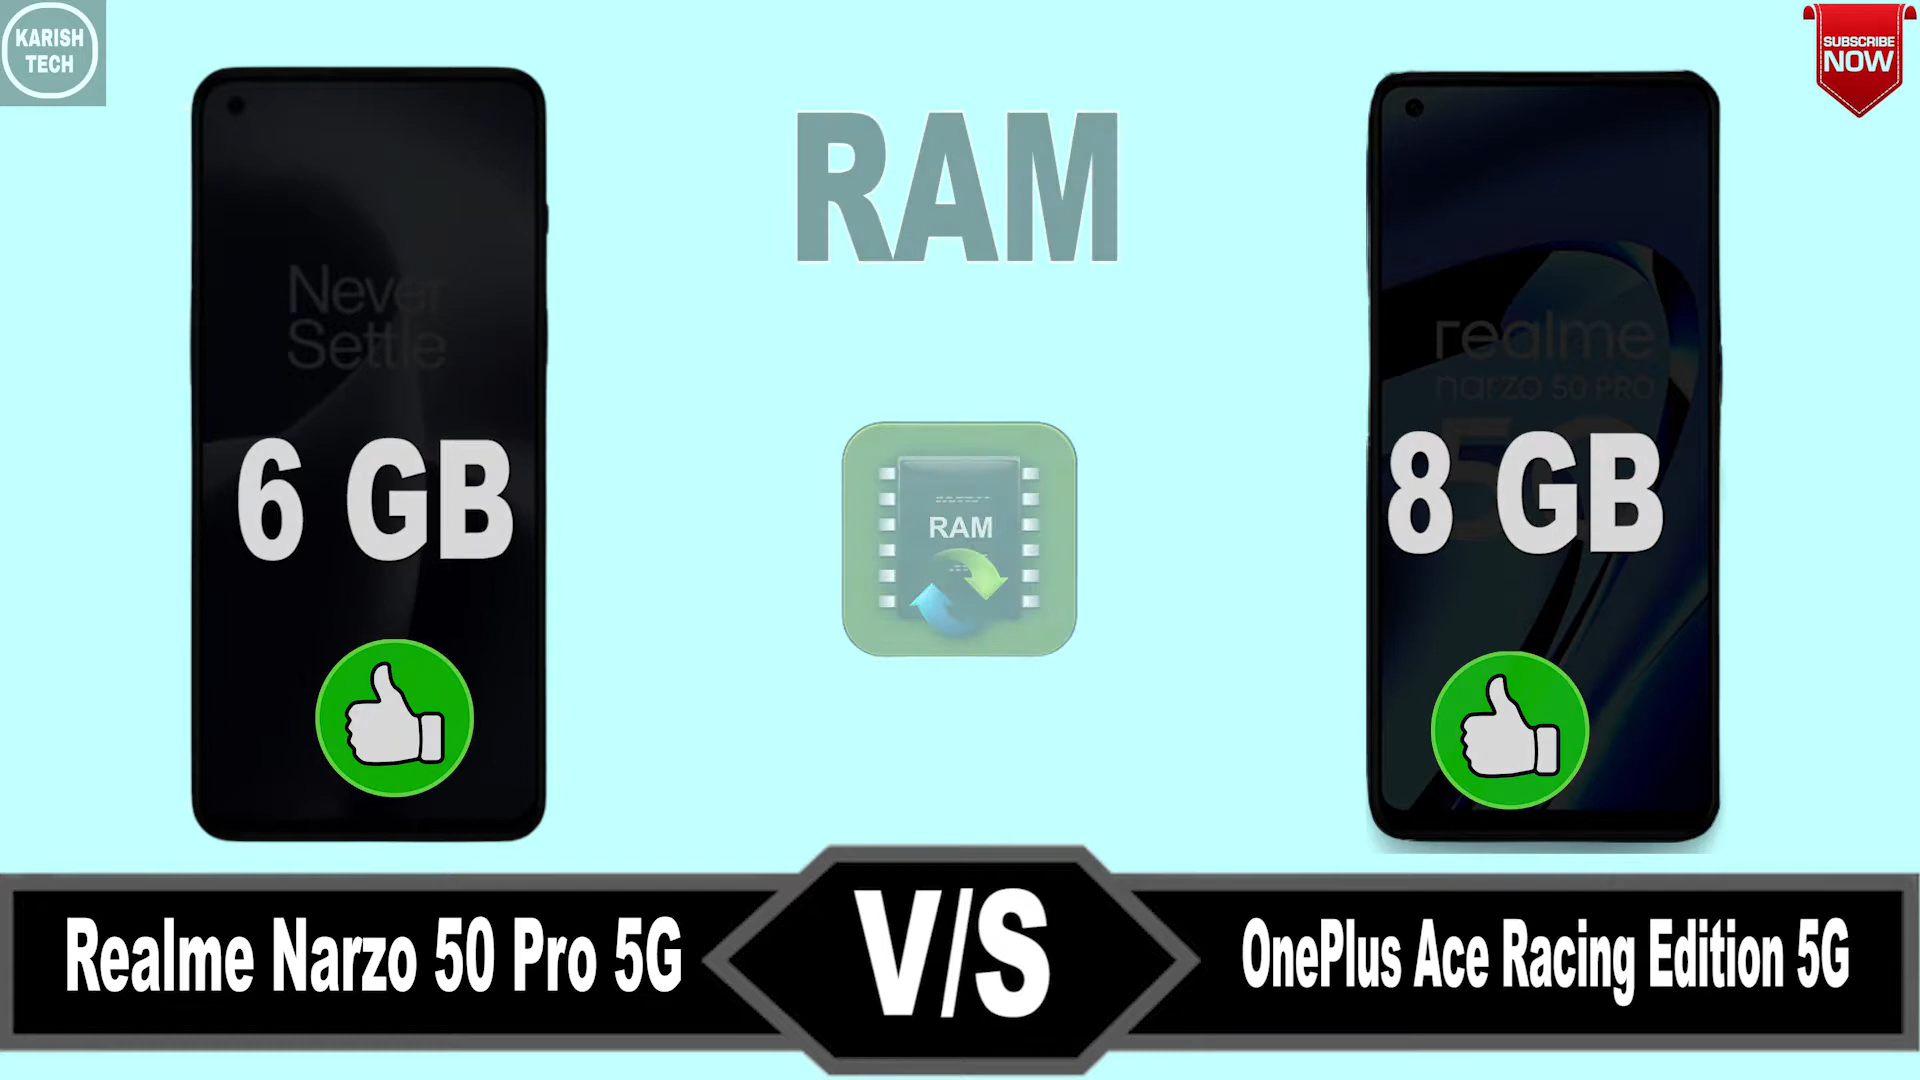 KARISH
TECH
SUBSCRIBE
NOW
RAM
Never
Settle
realme
narzo 50 PRO
5G
6 GB
8 GB
RAM
Realme Narzo 50 Pro 5G
V/S
OnePlus Ace Racing Edition 5G